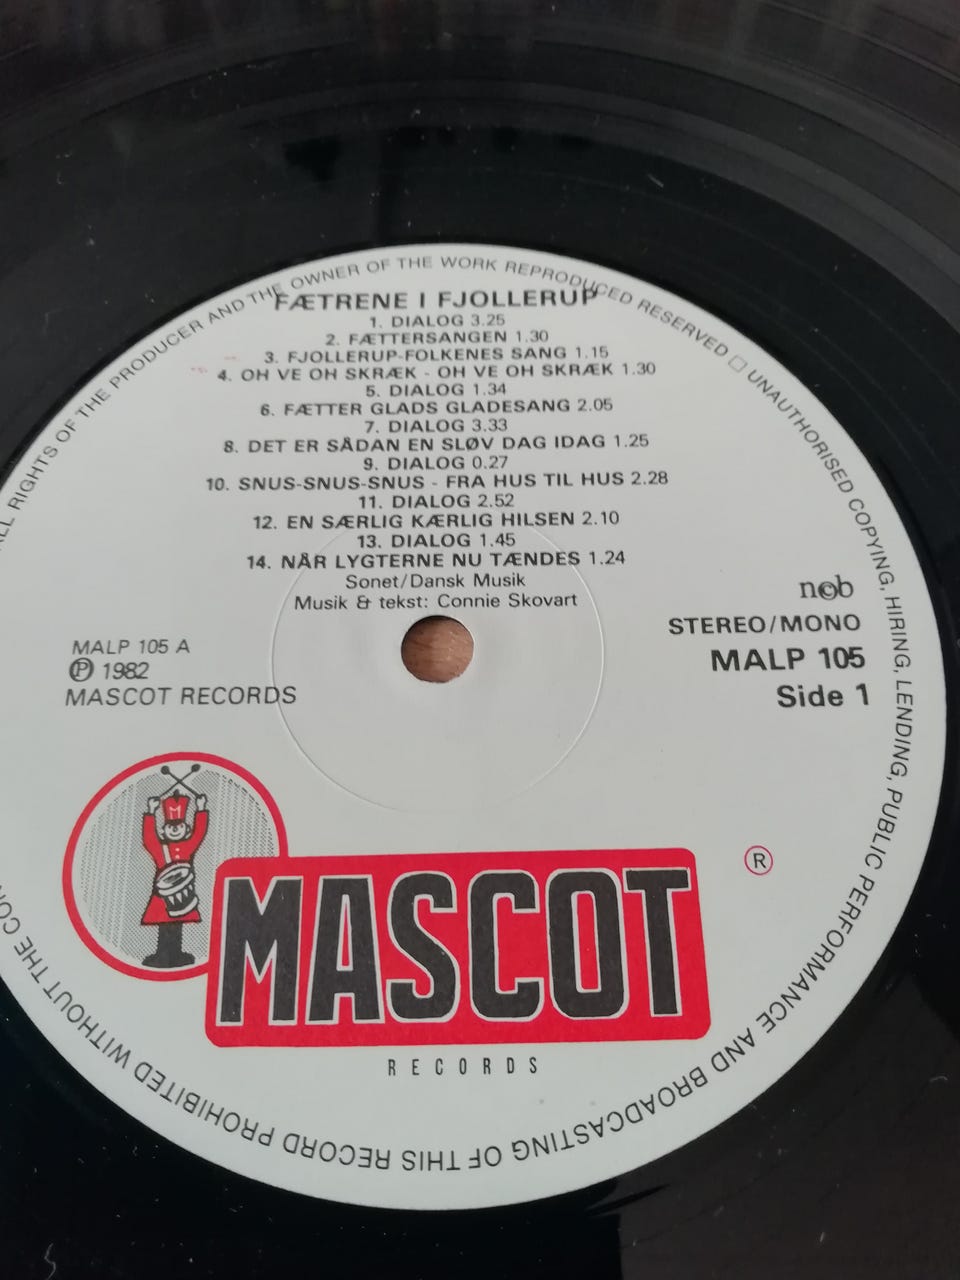 ALL RIGHTS OF THE PRODUCER AND THE OWNER OF THE WORK REPRODUCED RESERVED □ UNAUTHORISED COPYING, HIRING, LENDING, PUBLIC PERFORMANCE AND BROADCASTING OF THIS RECORD PROHIBITED WITHOUT THE CON
FÆTRENE I FJOLLERUP
1. DIALOG 3.25
2. FÆTTERSANGEN 1.30
3. FJOLLERUP-FOLKENES SANG 1.15
4. OH VE OH SKRÆK - OH VE OH SKRÆK 1.30
5. DIALOG 1.34
6. FÆTTER GLADS GLADESANG 2.05
7. DIALOG 3.33
8. DET ER SÅDAN EN SLØV DAG IDAG 1.25
9. DIALOG 0.27
10. SNUS-SNUS-SNUS - FRA HUS TIL HUS 2.28
11. DIALOG 2.52
12. EN SÆRLIG KÆRLIG HILSEN 2.10
13. DIALOG 1.45
14. NÅR LYGTERNE NU TÆNDES 1.24
Sonet/Dansk Musik
Musik & tekst: Connie Skovart
MALP 105 A
Ⓟ 1982
MASCOT RECORDS
n©b
STEREO/MONO
MALP 105
Side 1
M
MASCOT ®
RECORDS